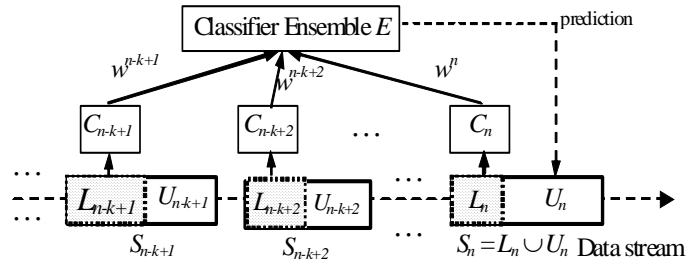 Classifier Ensemble E
prediction
w^{n-k+1} w^{n-k+2} w^n
C_{n-k+1} C_{n-k+2} … C_n
… …
L_{n-k+1} U_{n-k+1} L_{n-k+2} U_{n-k+2} L_n U_n
… …
S_{n-k+1} S_{n-k+2} S_n = L_n ∪ U_n Data stream